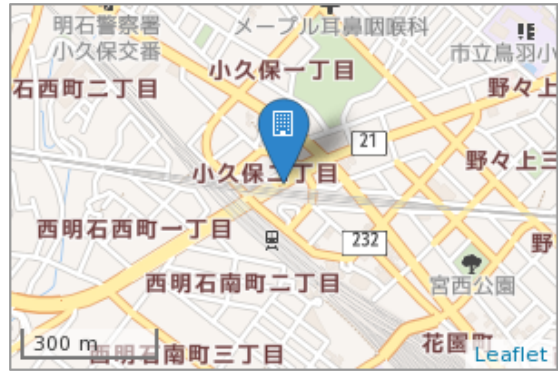 明石警察署
小久保交番
メープル耳鼻咽喉科
市立鳥羽小
小久保一丁目
石西町二丁目
野々上
21
小久保二丁目
野々上三
西明石西町一丁目
232
野
西明石南町二丁目
宮西公園
300 m
西明石南町三丁目
花園町
Leaflet